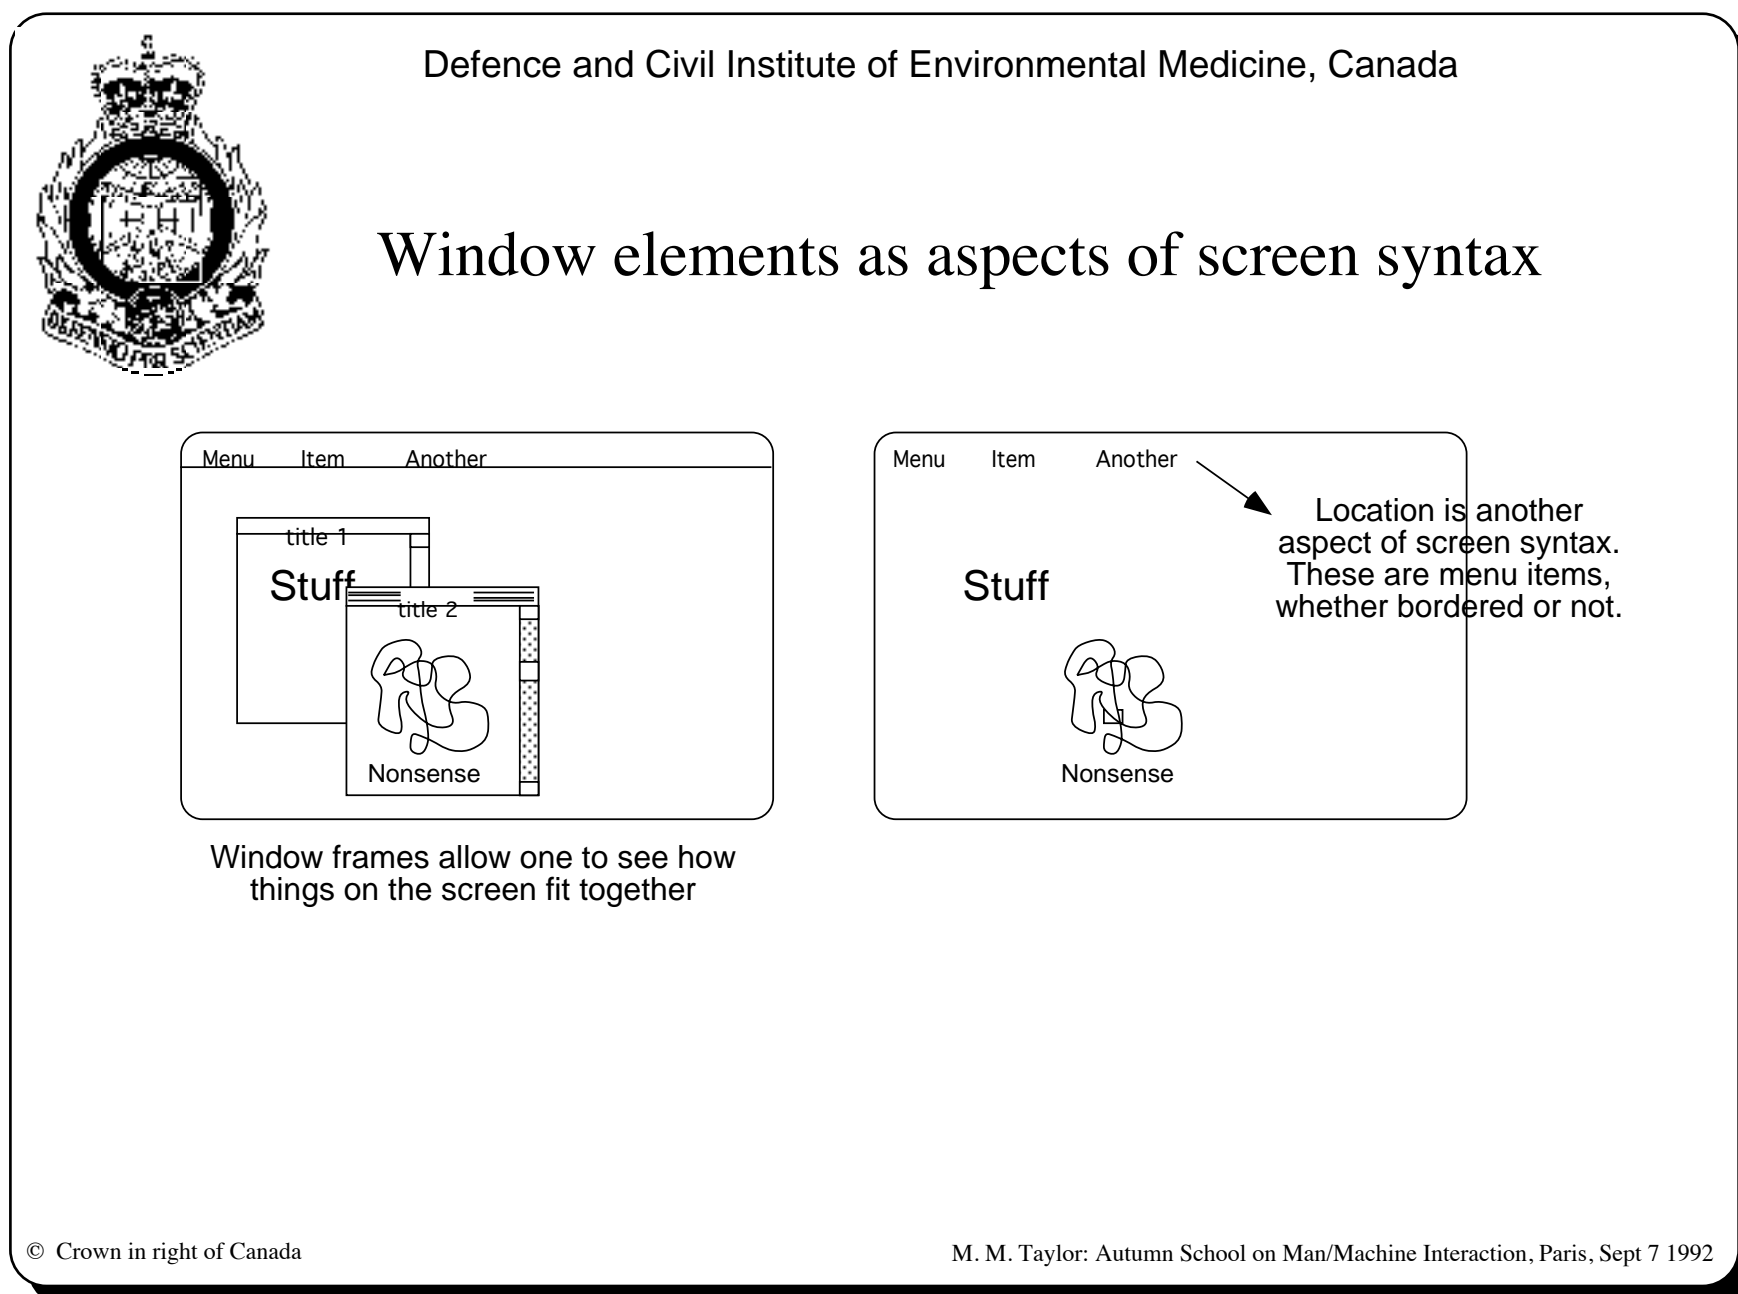 Defence and Civil Institute of Environmental Medicine, Canada
Window elements as aspects of screen syntax
Menu Item Another
title 1
Stuff
title 2
Nonsense
Window frames allow one to see how
things on the screen fit together
Menu Item Another
Location is another
aspect of screen syntax.
These are menu items,
whether bordered or not.
Stuff
Nonsense
© Crown in right of Canada
M. M. Taylor: Autumn School on Man/Machine Interaction, Paris, Sept 7 1992